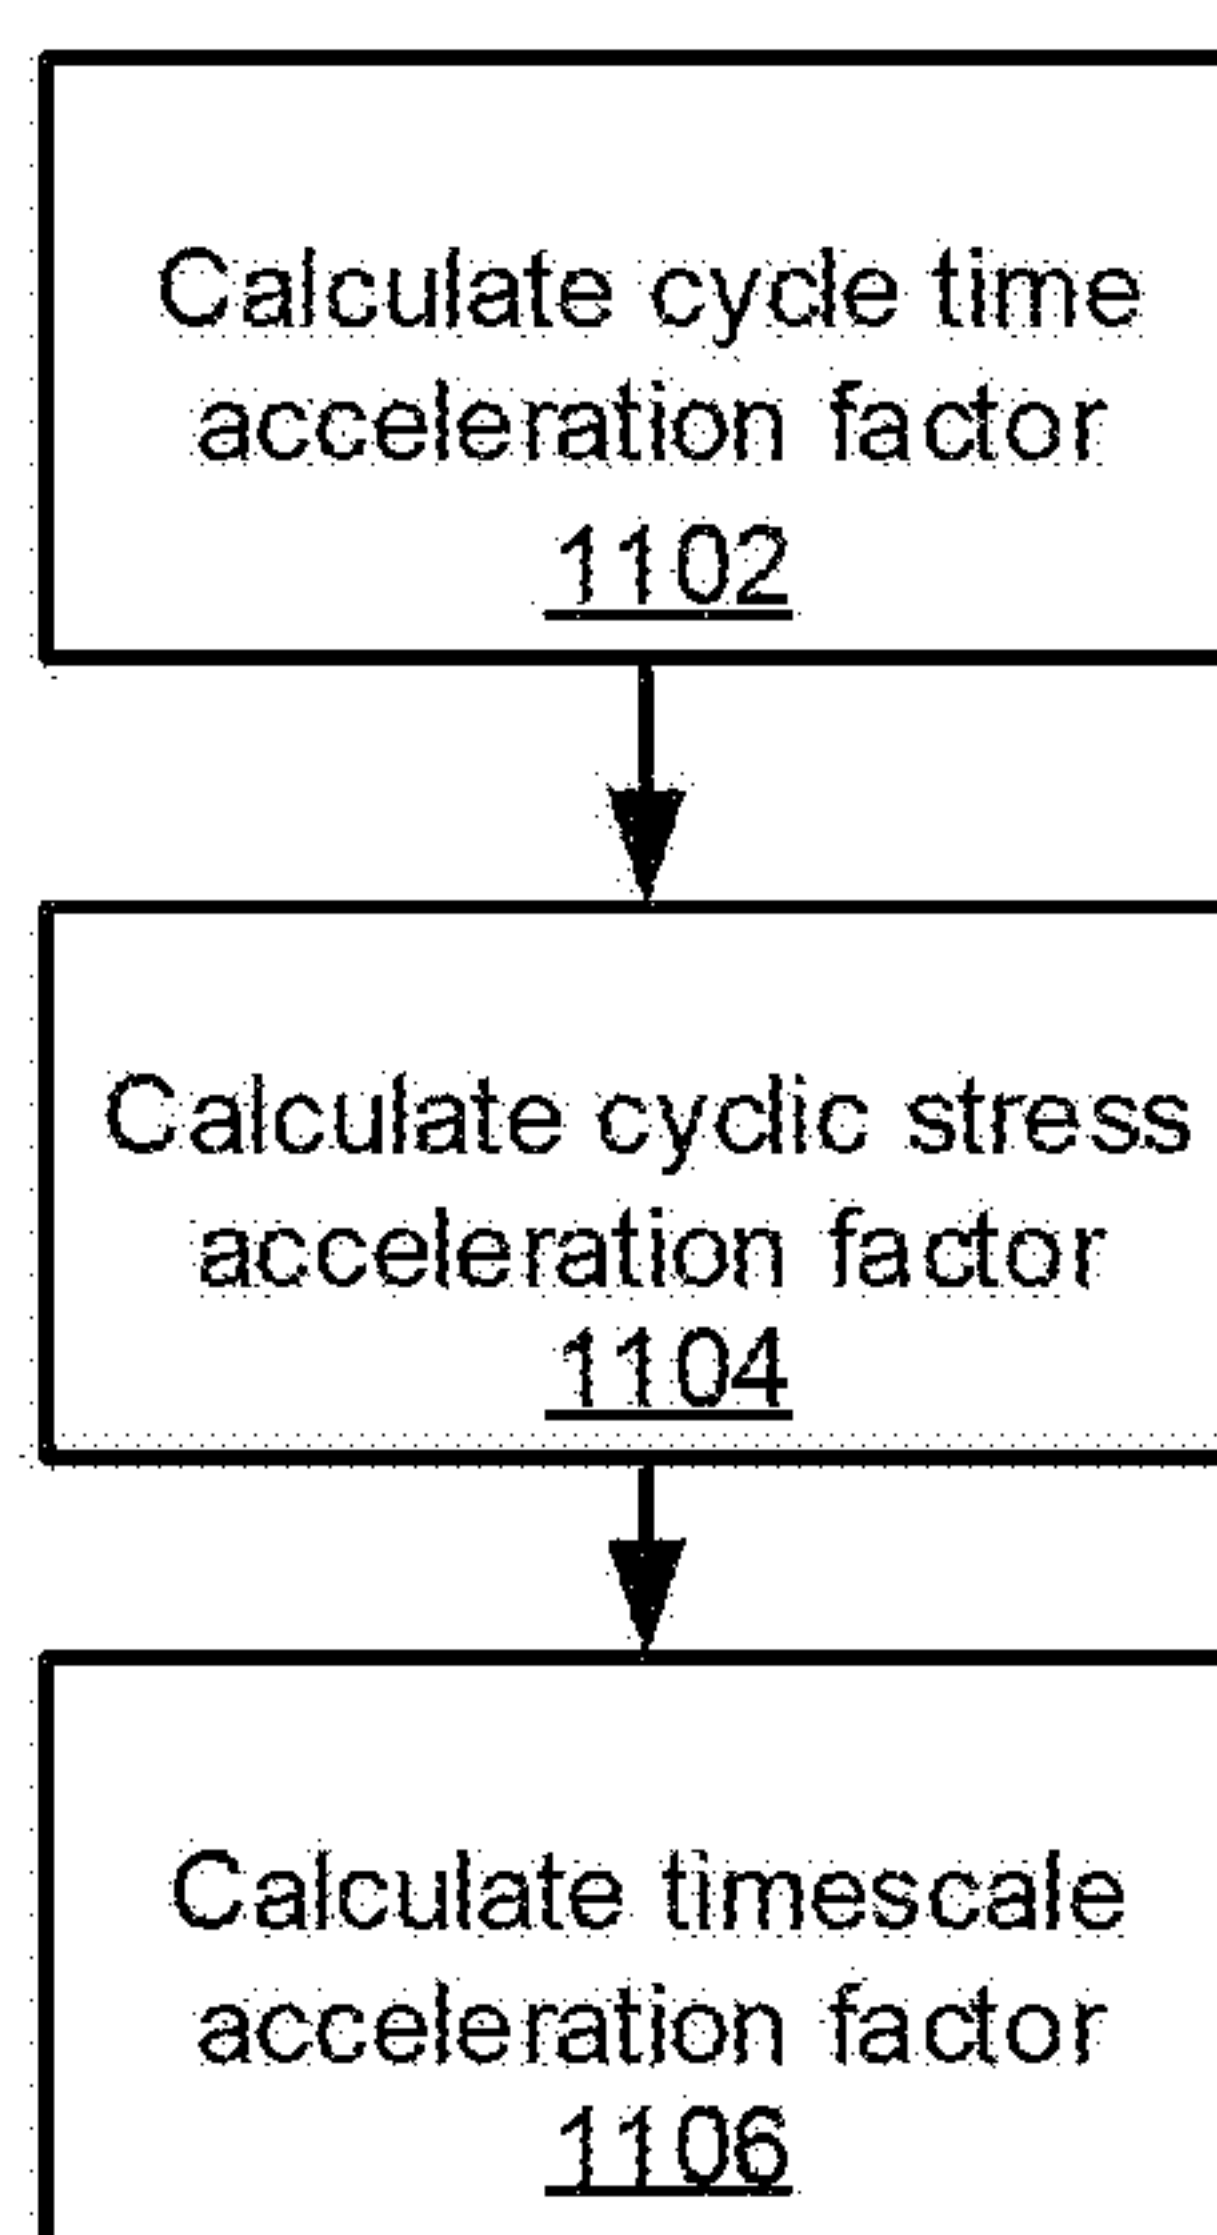 Calculate cycle time
acceleration factor
1102
Calculate cyclic stress
acceleration factor
1104
Calculate timescale
acceleration factor
1106